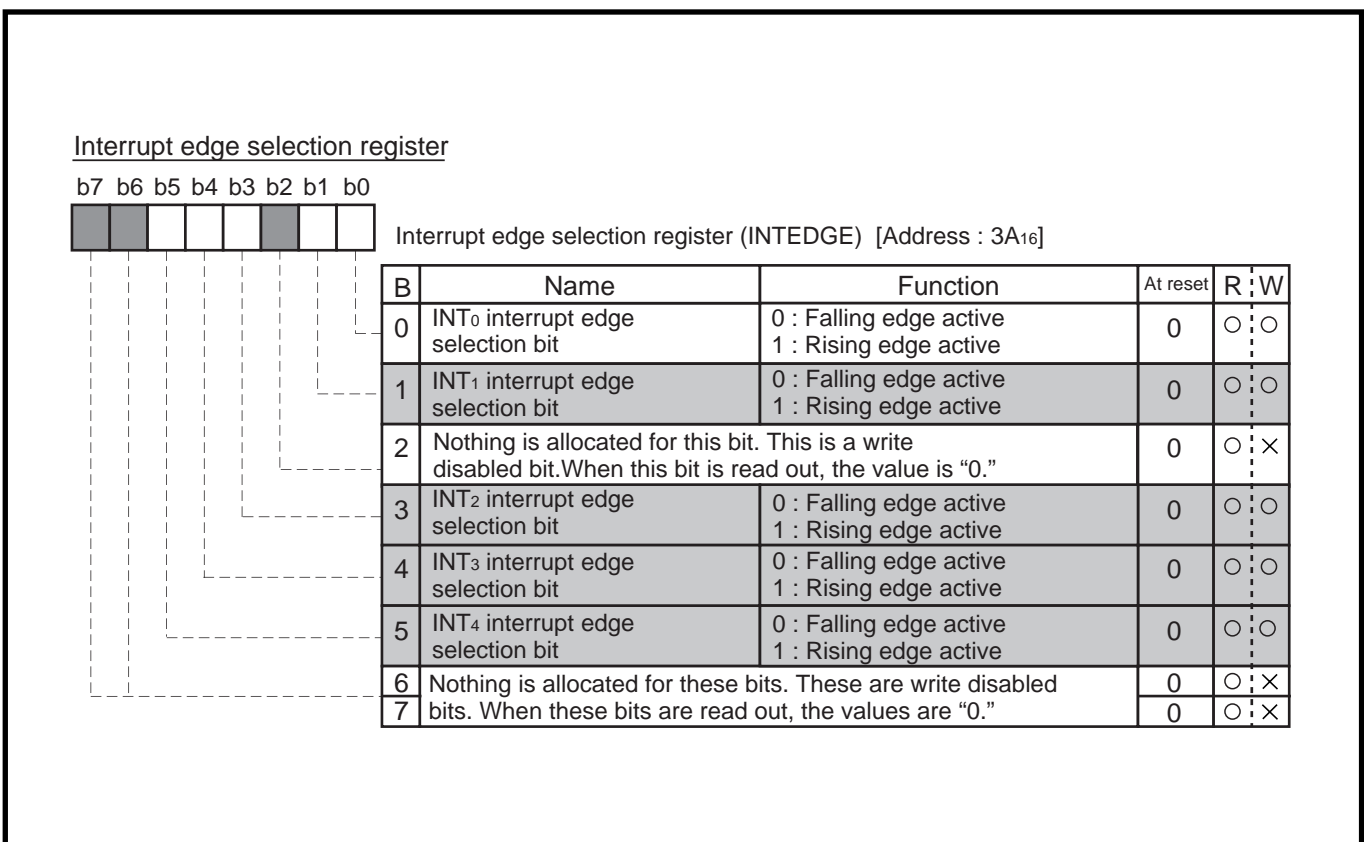 Interrupt edge selection register
b7 b6 b5 b4 b3 b2 b1 b0
Interrupt edge selection register (INTEDGE) [Address : 3A16]
B Name Function At reset R W
0 INT0 interrupt edge selection bit 0 : Falling edge active 1 : Rising edge active 0 ○ ○
1 INT1 interrupt edge selection bit 0 : Falling edge active 1 : Rising edge active 0 ○ ○
2 Nothing is allocated for this bit. This is a write disabled bit.When this bit is read out, the value is “0.” 0 ○ ×
3 INT2 interrupt edge selection bit 0 : Falling edge active 1 : Rising edge active 0 ○ ○
4 INT3 interrupt edge selection bit 0 : Falling edge active 1 : Rising edge active 0 ○ ○
5 INT4 interrupt edge selection bit 0 : Falling edge active 1 : Rising edge active 0 ○ ○
6 Nothing is allocated for these bits. These are write disabled 0 ○ ×
7 bits. When these bits are read out, the values are “0.” 0 ○ ×